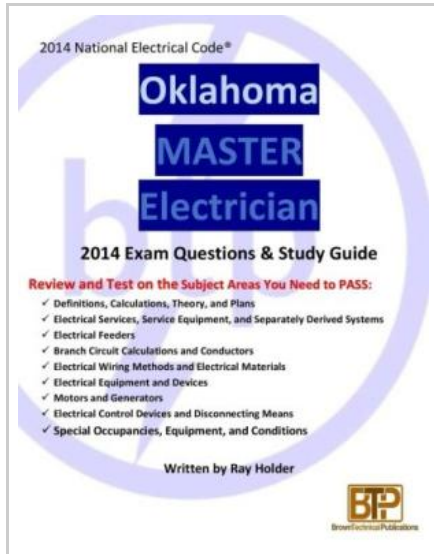 2014 National Electrical Code®
Oklahoma
MASTER
Electrician
2014 Exam Questions & Study Guide
Review and Test on the Subject Areas You Need to PASS:
✓ Definitions, Calculations, Theory, and Plans
✓ Electrical Services, Service Equipment, and Separately Derived Systems
✓ Electrical Feeders
✓ Branch Circuit Calculations and Conductors
✓ Electrical Wiring Methods and Electrical Materials
✓ Electrical Equipment and Devices
✓ Motors and Generators
✓ Electrical Control Devices and Disconnecting Means
✓ Special Occupancies, Equipment, and Conditions
Written by Ray Holder
btp
BTP
BrownTechnicalPublications